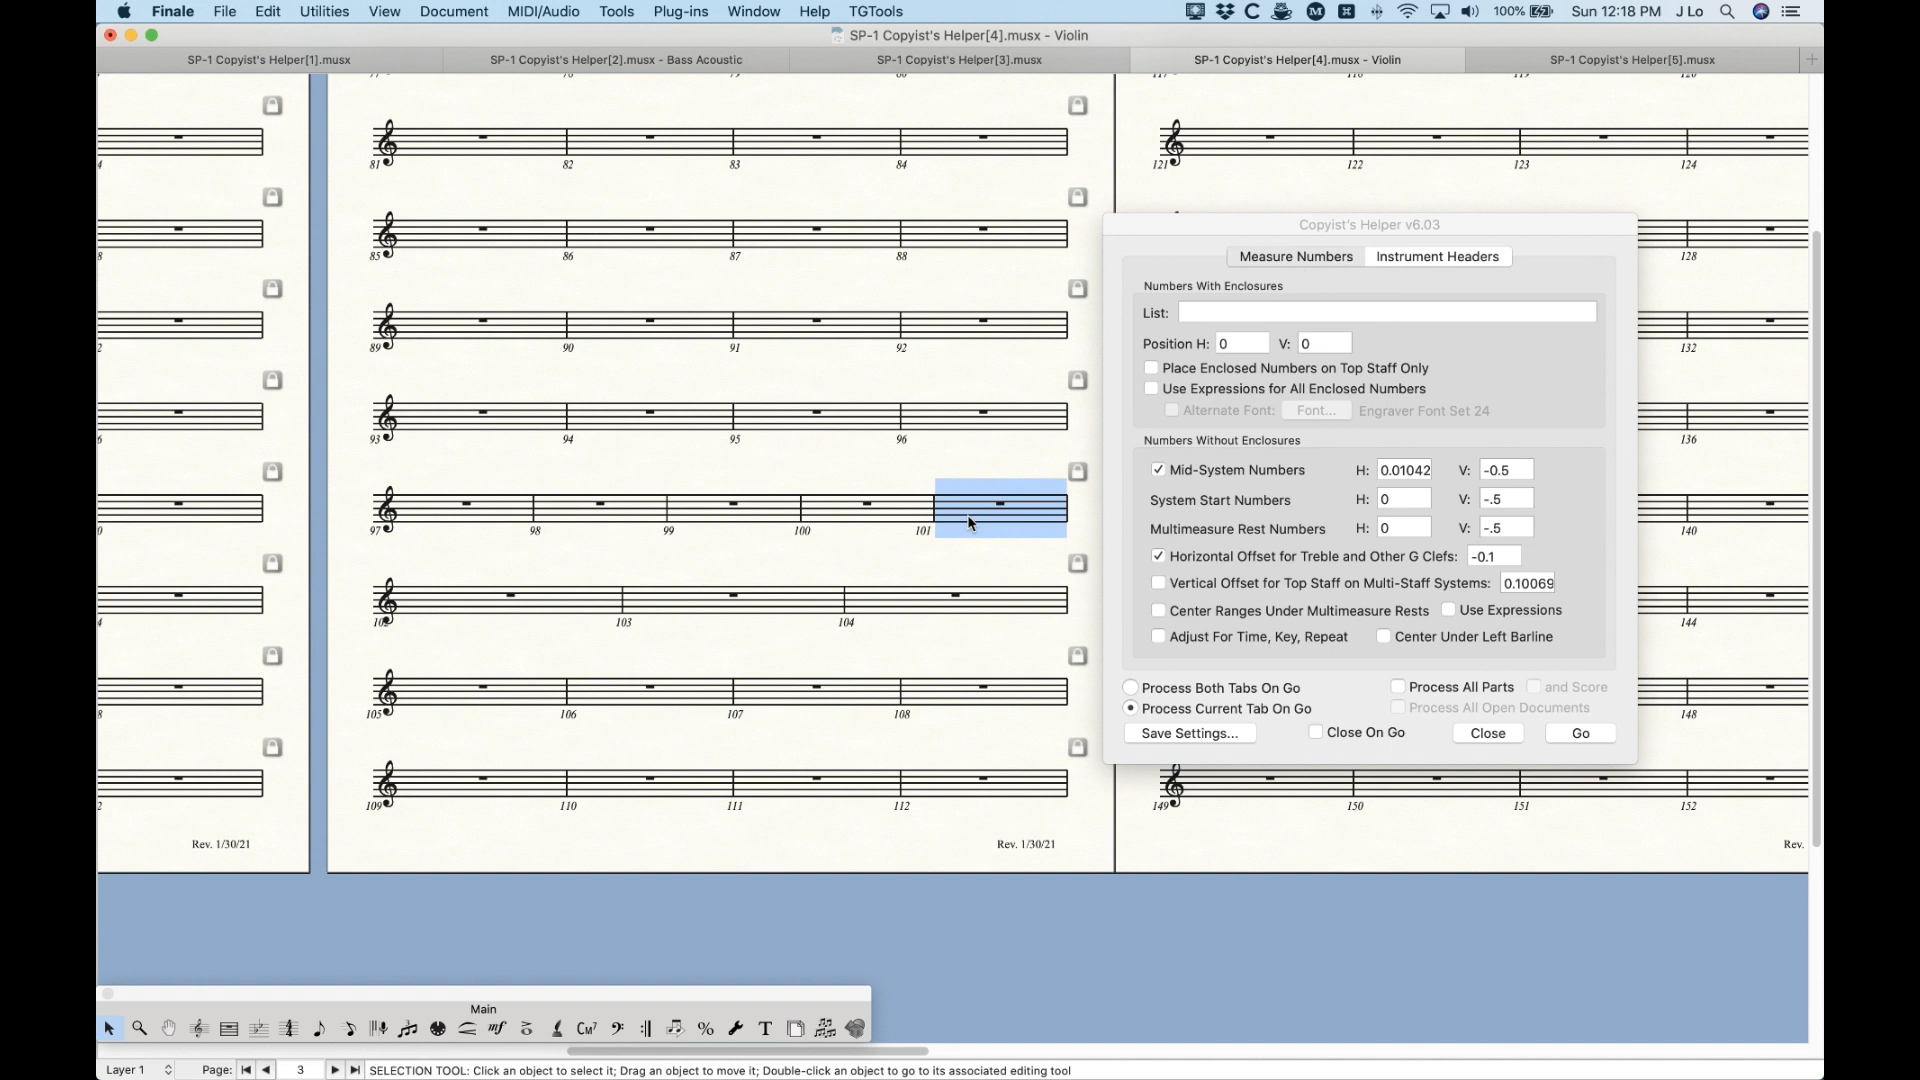 Finale File Edit Utilities View Document MIDI/Audio Tools Plug-ins Window Help TGTools 100% Sun 12:18 PM J Lo
SP-1 Copyist's Helper[4].musx - Violin
SP-1 Copyist's Helper[1].musx SP-1 Copyist's Helper[2].musx - Bass Acoustic SP-1 Copyist's Helper[3].musx SP-1 Copyist's Helper[4].musx - Violin SP-1 Copyist's Helper[5].musx
4 81 82 83 84 121 122 123 124
8 85 86 87 88 128
2 89 90 91 92 132
6 93 94 95 96 136
0 97 98 99 100 101 140
4 102 103 104 144
8 105 106 107 108 148
2 109 110 111 112 149 150 151 152
Rev. 1/30/21 Rev. 1/30/21 Rev.
Copyist's Helper v6.03
Measure Numbers Instrument Headers
Numbers With Enclosures
List:
Position H: 0 V: 0
Place Enclosed Numbers on Top Staff Only
Use Expressions for All Enclosed Numbers
Alternate Font: Font... Engraver Font Set 24
Numbers Without Enclosures
Mid-System Numbers H: 0.01042 V: -0.5
System Start Numbers H: 0 V: -.5
Multimeasure Rest Numbers H: 0 V: -.5
Horizontal Offset for Treble and Other G Clefs: -0.1
Vertical Offset for Top Staff on Multi-Staff Systems: 0.10069
Center Ranges Under Multimeasure Rests Use Expressions
Adjust For Time, Key, Repeat Center Under Left Barline
Process Both Tabs On Go Process All Parts and Score
Process Current Tab On Go Process All Open Documents
Save Settings... Close On Go Close Go
Main
mf CM7 %  T
Layer 1 Page: 3 SELECTION TOOL: Click an object to select it; Drag an object to move it; Double-click an object to go to its associated editing tool